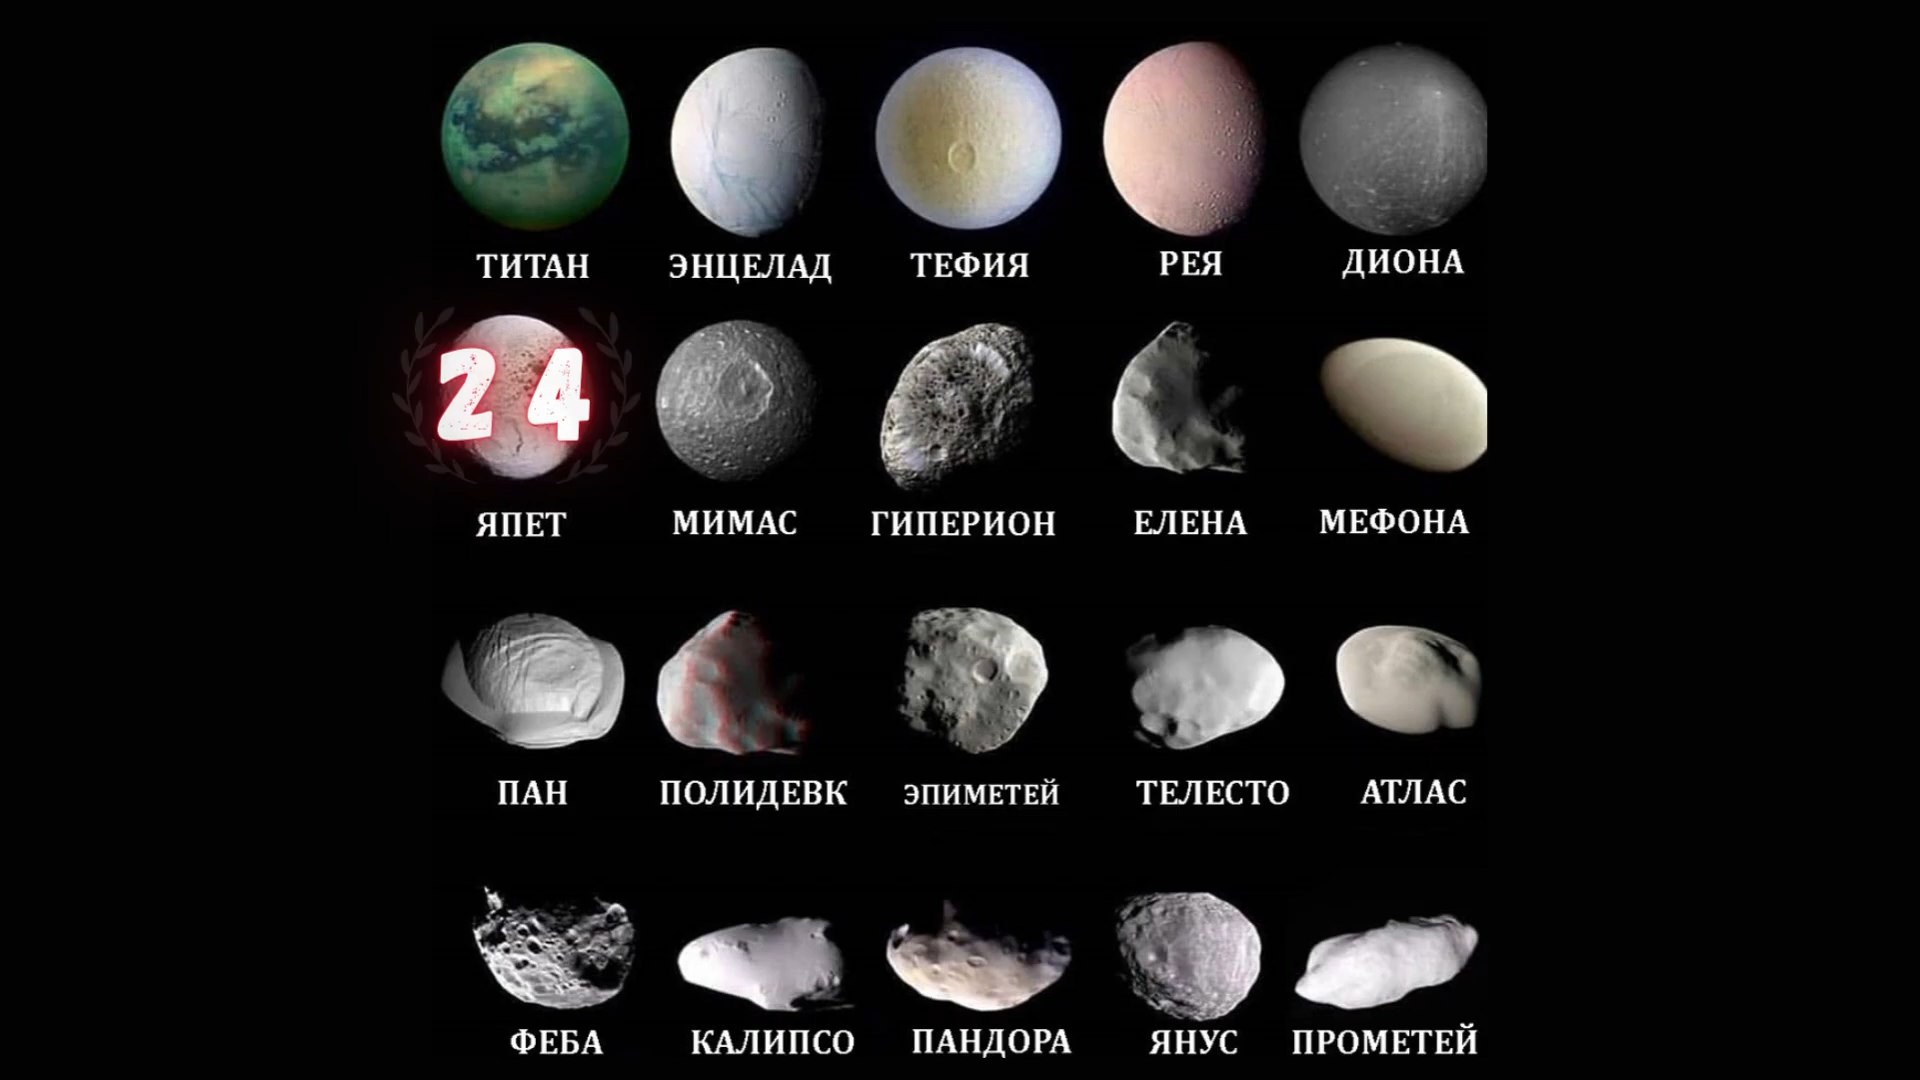 ТИТАН ЭНЦЕЛАД ТЕФИЯ РЕЯ ДИОНА
24
ЯПЕТ МИМАС ГИПЕРИОН ЕЛЕНА МЕФОНА
ПАН ПОЛИДЕВК ЭПИМЕТЕЙ ТЕЛЕСТО АТЛАС
ФЕБА КАЛИПСО ПАНДОРА ЯНУС ПРОМЕТЕЙ